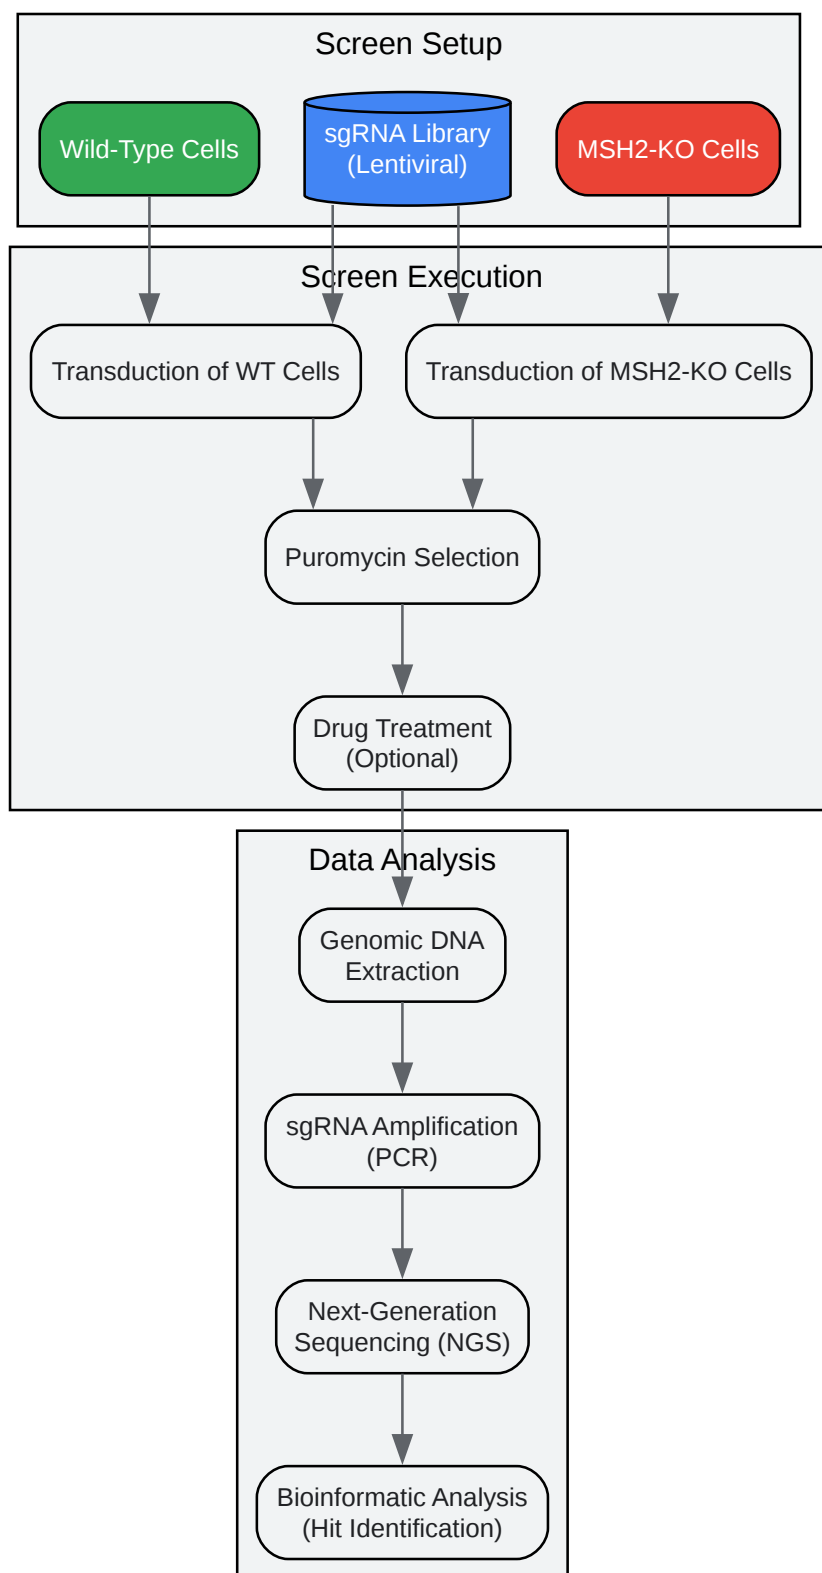 Screen Setup
Wild-Type Cells
sgRNA Library
(Lentiviral)
MSH2-KO Cells
Screen Execution
Transduction of WT Cells
Transduction of MSH2-KO Cells
Puromycin Selection
Drug Treatment
(Optional)
Data Analysis
Genomic DNA
Extraction
sgRNA Amplification
(PCR)
Next-Generation
Sequencing (NGS)
Bioinformatic Analysis
(Hit Identification)